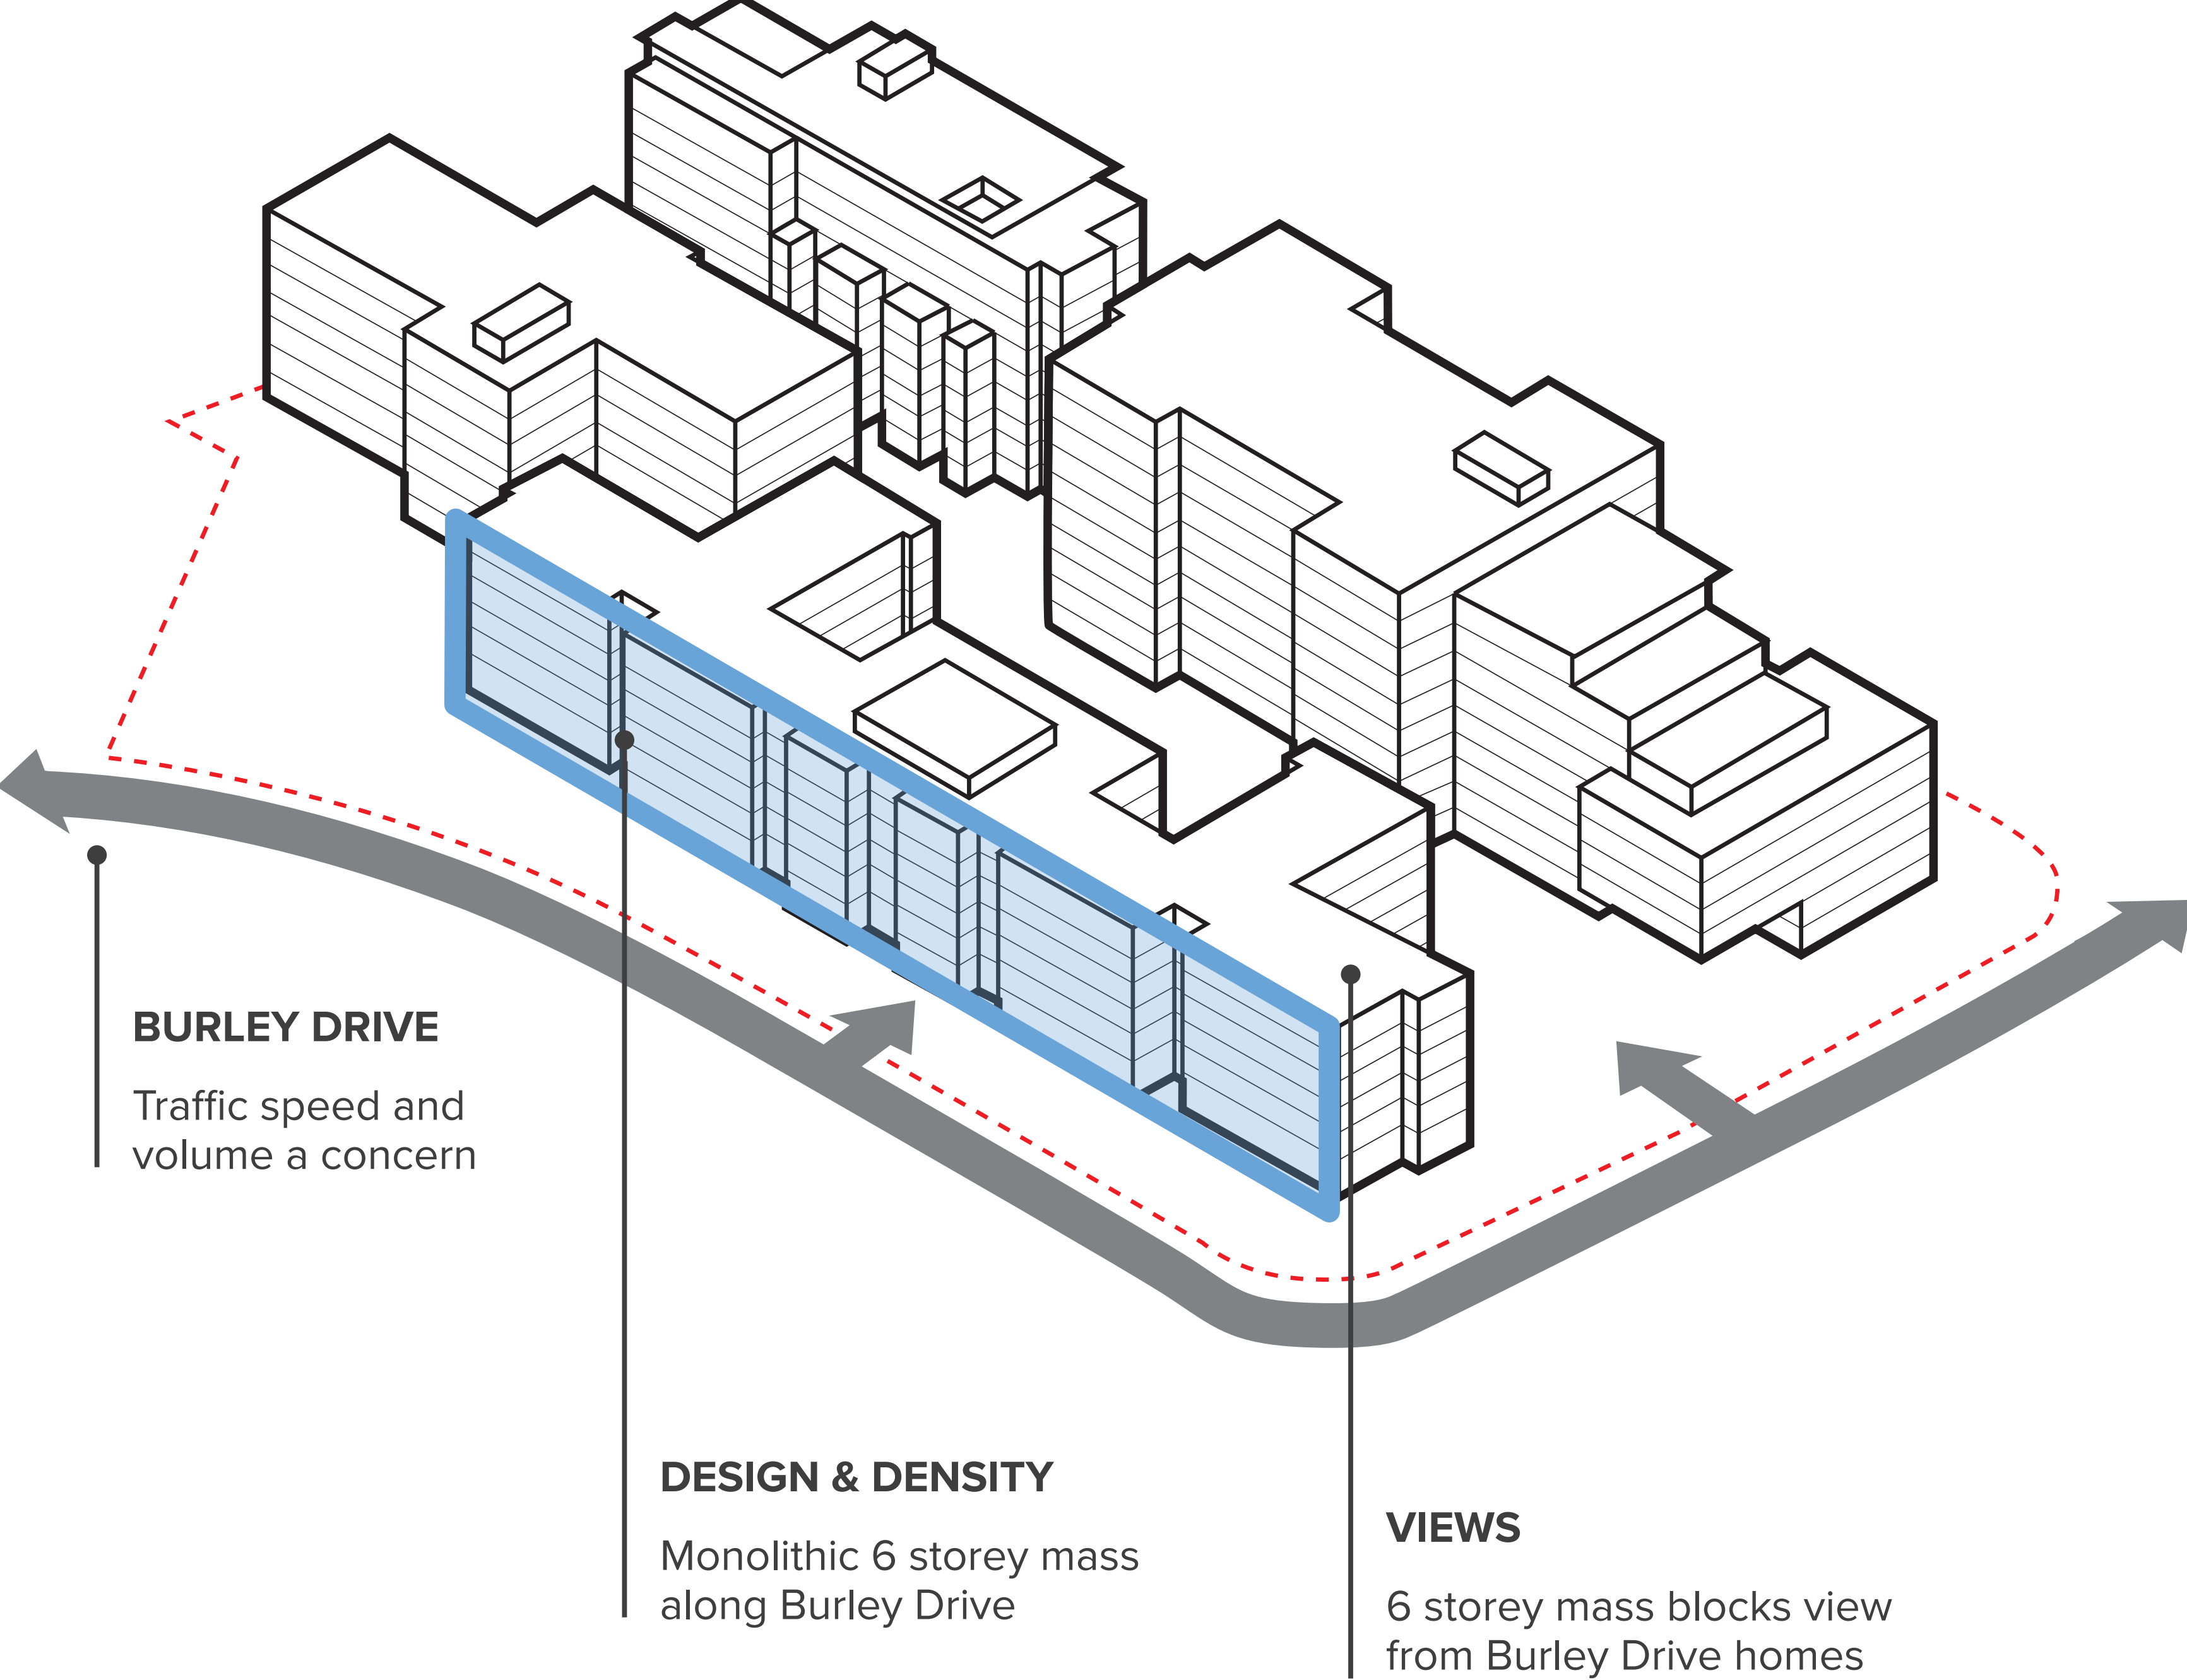 BURLEY DRIVE
Traffic speed and
volume a concern
DESIGN & DENSITY
Monolithic 6 storey mass
along Burley Drive
VIEWS
6 storey mass blocks view
from Burley Drive homes